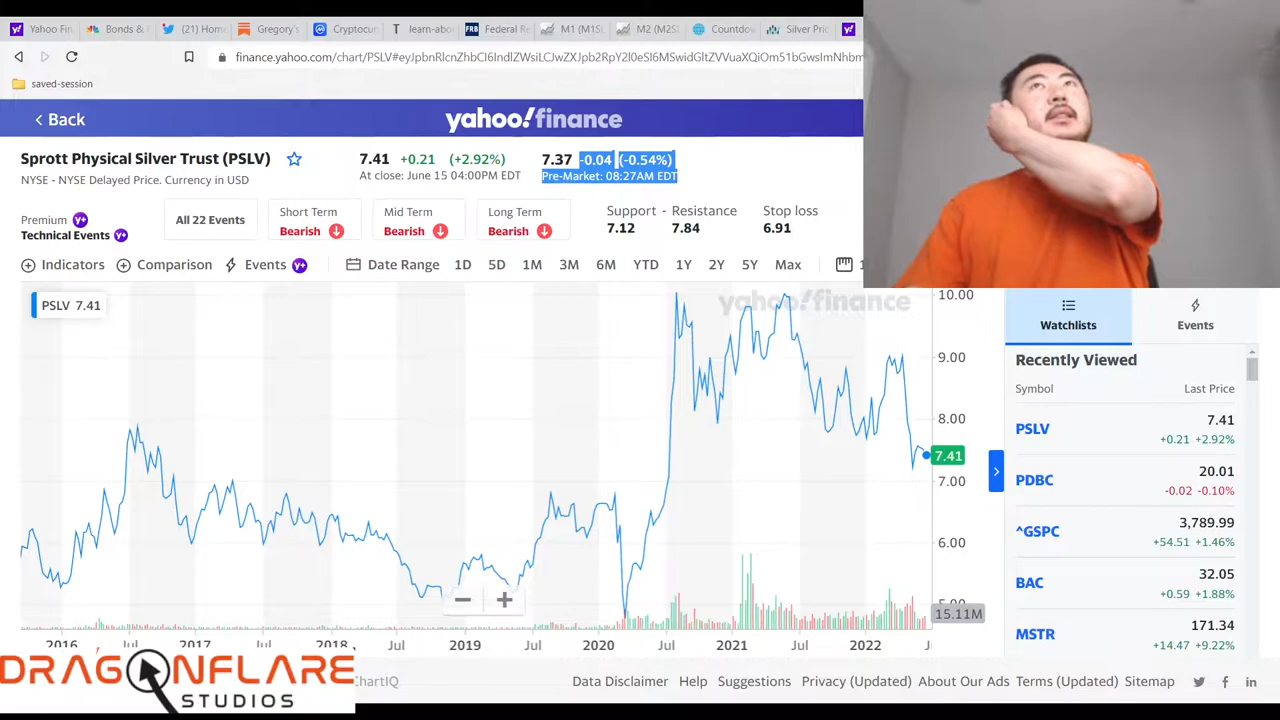 Yahoo Fin
Bonds &
(21) Home
Gregory's
Cryptocur
learn-abo
Federal Re
M1 (M1SL
M2 (M2S
Countdov
Silver Pric
finance.yahoo.com/chart/PSLV#
saved-session
Back
yahoo!finance
Sprott Physical Silver Trust (PSLV)
7.41 +0.21 (+2.92%)
7.37 -0.04 (-0.54%)
NYSE - NYSE Delayed Price. Currency in USD
At close: June 15 04:00PM EDT
Pre-Market: 08:27AM EDT
Premium Y+
Technical Events Y+
All 22 Events
Short Term
Bearish
Mid Term
Bearish
Long Term
Bearish
Support - Resistance
7.12 7.84
Stop loss
6.91
Indicators
Comparison
Events Y+
Date Range
1D 5D 1M 3M 6M YTD 1Y 2Y 5Y Max
PSLV 7.41
yahoo!finance
10.00
9.00
8.00
7.41
7.00
6.00
5.00
15.11M
2016 Jul 2017 Jul 2018 Jul 2019 Jul 2020 Jul 2021 Jul 2022
Watchlists
Events
Recently Viewed
Symbol Last Price
PSLV 7.41
+0.21 +2.92%
PDBC 20.01
-0.02 -0.10%
^GSPC 3,789.99
+54.51 +1.46%
BAC 32.05
+0.59 +1.88%
MSTR 171.34
+14.47 +9.22%
DRAGONFLARE
STUDIOS
ChartIQ
Data Disclaimer Help Suggestions Privacy (Updated) About Our Ads Terms (Updated) Sitemap